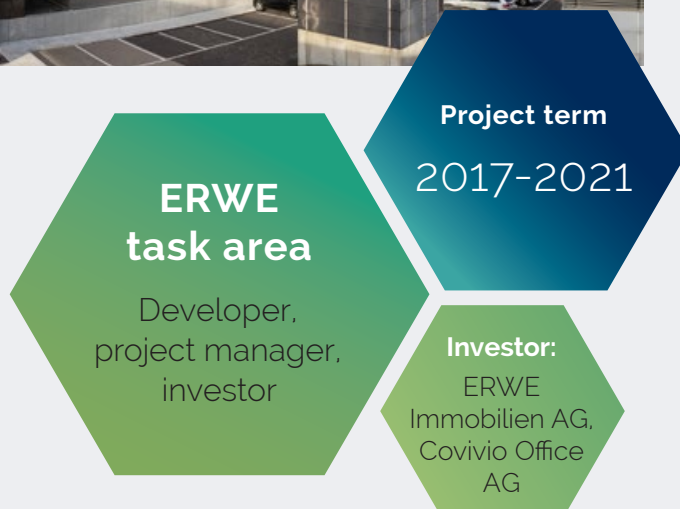 Project term
2017-2021
ERWE
task area
Developer,
project manager,
investor
Investor:
ERWE
Immobilien AG,
Covivio Office
AG